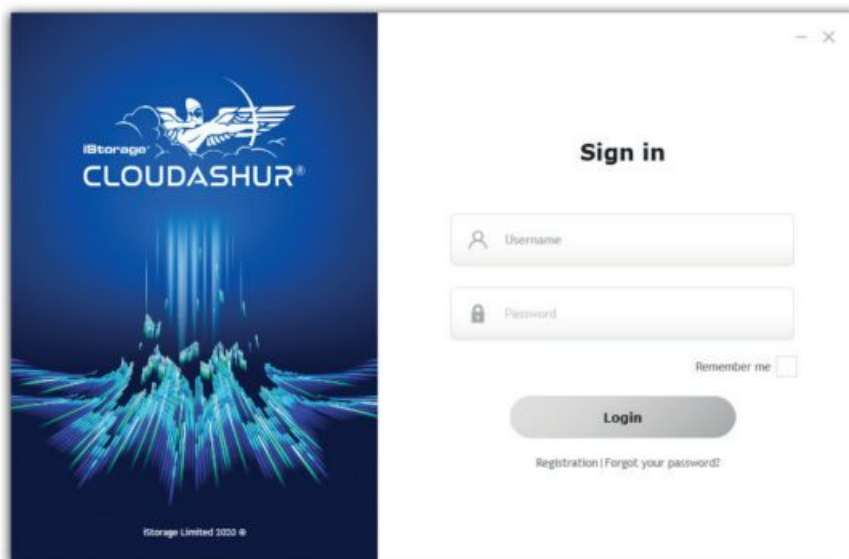 iStorage®
CLOUDASHUR®
iStorage Limited 2020 ®
Sign in
Username
Password
Remember me
Login
Registration | Forgot your password?